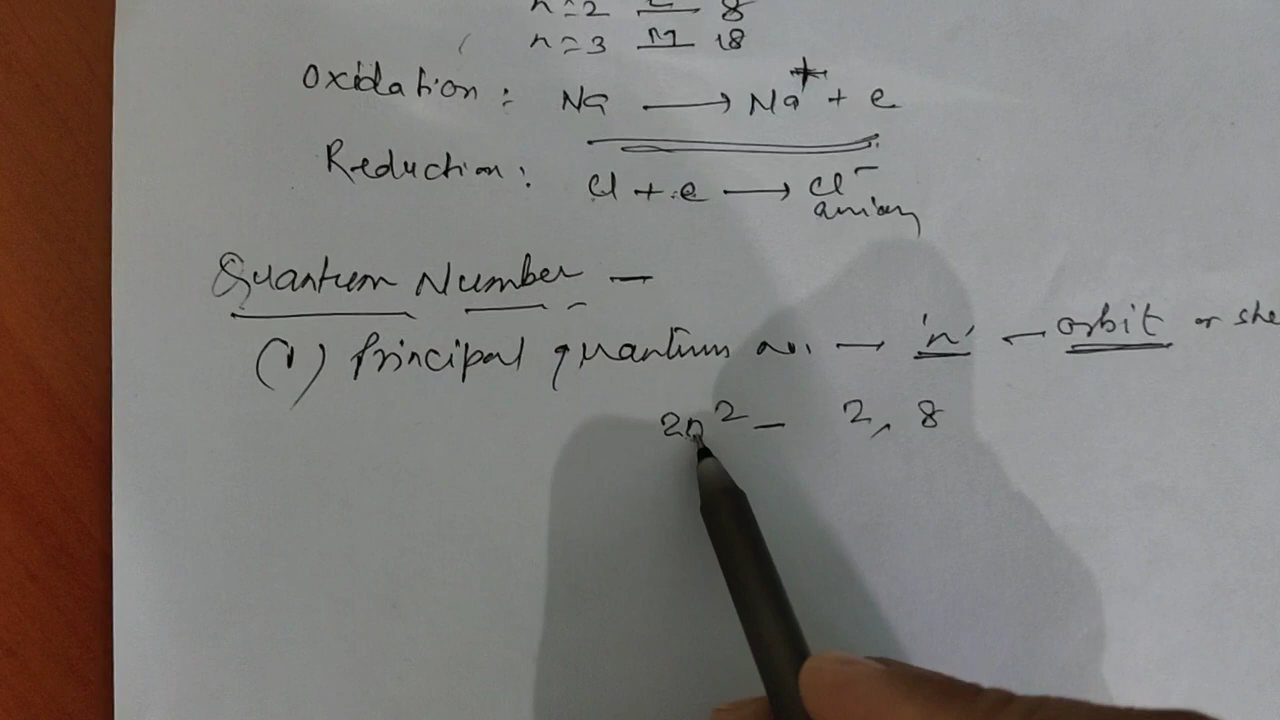 n=2 L 8
n=3 M 18
Oxidation: Na → Na⁺ + e
Reduction: Cl + e → Cl⁻
anion
Quantum Number –
(1) Principal quantum no. → 'n' – orbit or she
2n² – 2, 8